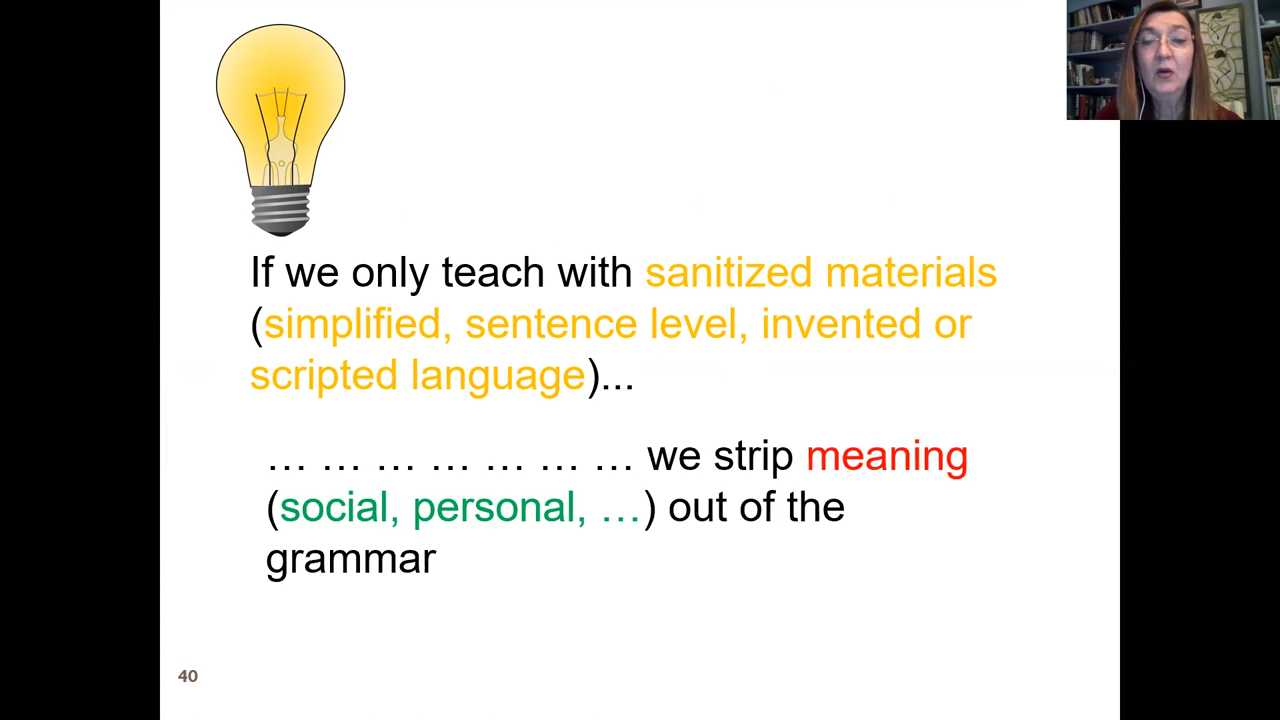 If we only teach with sanitized materials
(simplified, sentence level, invented or
scripted language)...
… … … … … … … we strip meaning
(social, personal, …) out of the
grammar
40